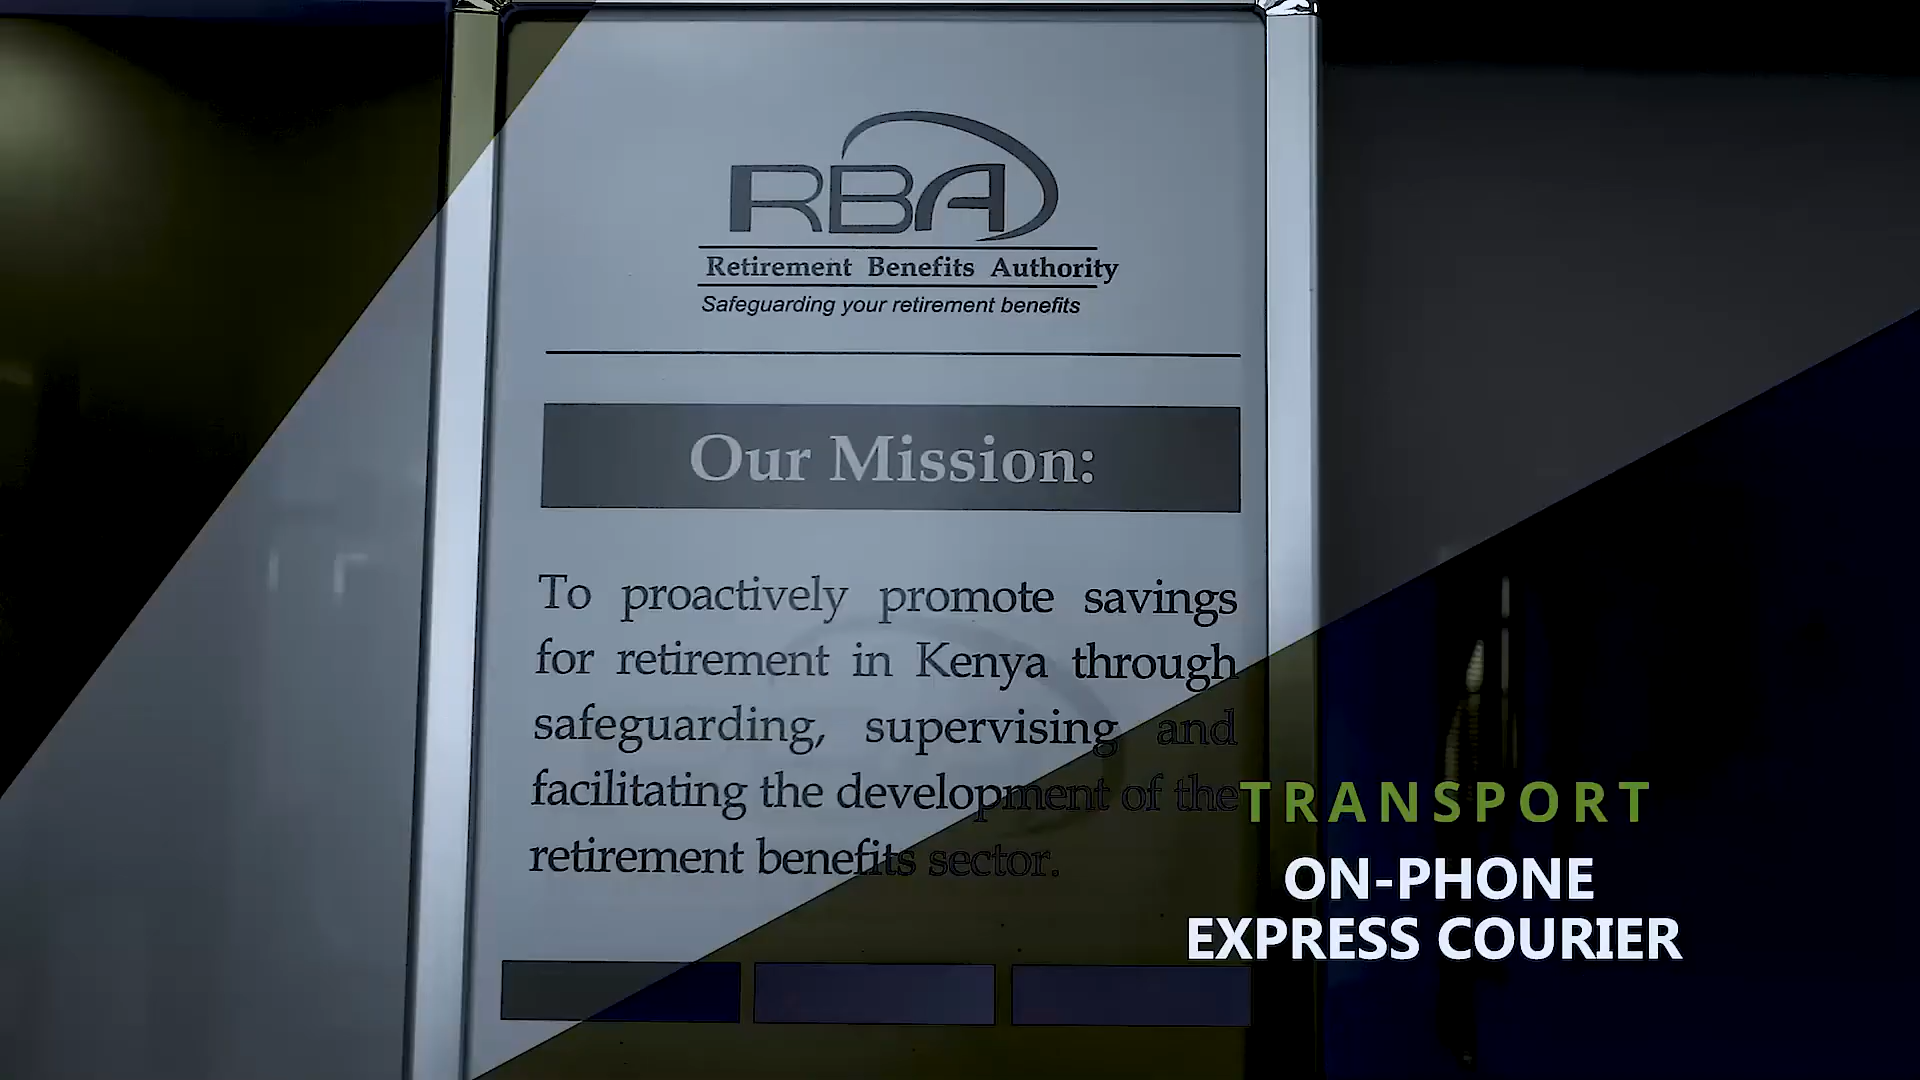 RBA
Retirement Benefits Authority
Safeguarding your retirement benefits
Our Mission:
To proactively promote savings
for retirement in Kenya through
safeguarding, supervising and
facilitating the development of the
retirement benefits sector.
TRANSPORT
ON-PHONE
EXPRESS COURIER